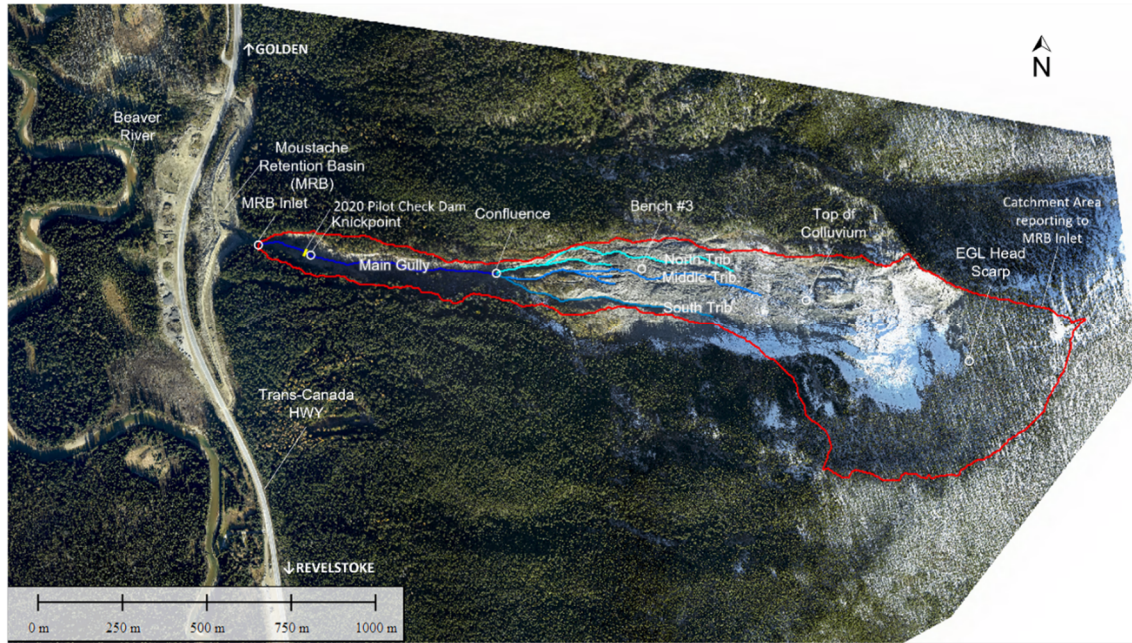 ↑GOLDEN
N
Beaver
River
Moustache
Retention Basin
(MRB)
MRB Inlet
2020 Pilot Check Dam
Knickpoint
Confluence
Bench #3
Top of
Colluvium
Catchment Area
reporting to
MRB Inlet
EGL Head
Scarp
Main Gully
North Trib
Middle Trib
South Trib
Trans-Canada
HWY
↓REVELSTOKE
0 m
250 m
500 m
750 m
1000 m